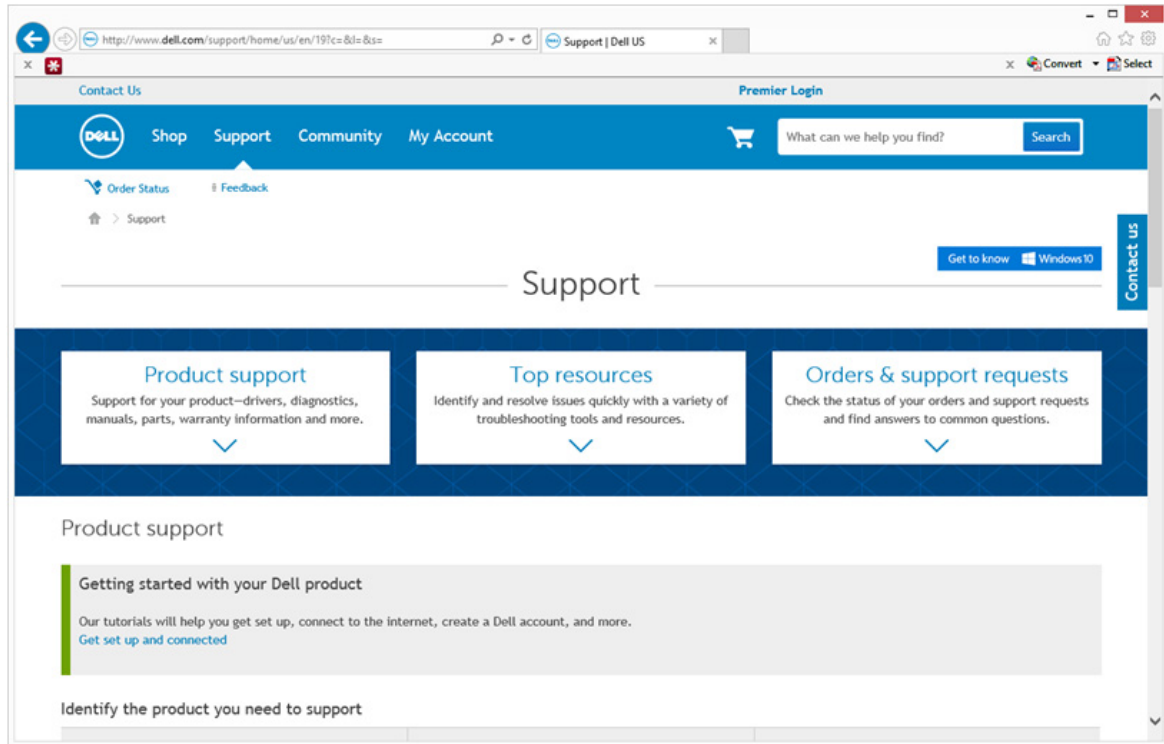 http://www.dell.com/support/home/us/en/19?c=&l=&s=
Support | Dell US
Convert
Select
Contact Us
Premier Login
DELL
Shop
Support
Community
My Account
What can we help you find?
Search
Order Status
Feedback
Support
Contact us
Get to know Windows 10
Support
Product support
Support for your product—drivers, diagnostics,
manuals, parts, warranty information and more.
Top resources
Identify and resolve issues quickly with a variety of
troubleshooting tools and resources.
Orders & support requests
Check the status of your orders and support requests
and find answers to common questions.
Product support
Getting started with your Dell product
Our tutorials will help you get set up, connect to the internet, create a Dell account, and more.
Get set up and connected
Identify the product you need to support